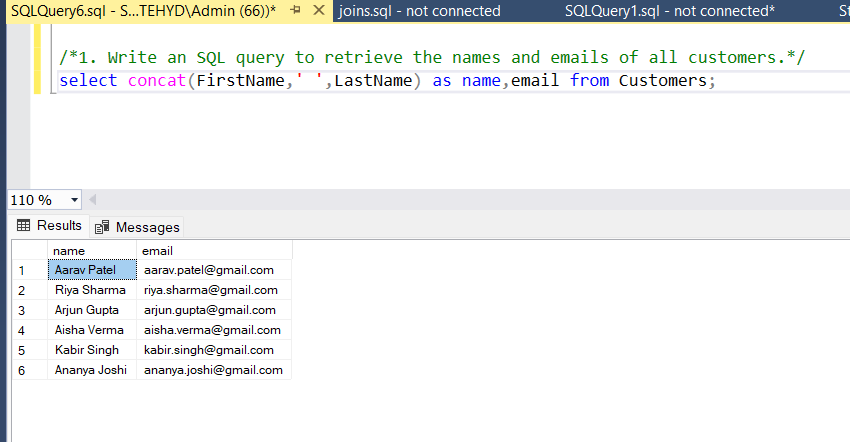 SQLQuery6.sql - S...TEHYD\Admin (66))* joins.sql - not connected SQLQuery1.sql - not connected* St
/*1. Write an SQL query to retrieve the names and emails of all customers.*/
select concat(FirstName,' ',LastName) as name,email from Customers;
110 %
Results Messages
name email
1 Aarav Patel aarav.patel@gmail.com
2 Riya Sharma riya.sharma@gmail.com
3 Arjun Gupta arjun.gupta@gmail.com
4 Aisha Verma aisha.verma@gmail.com
5 Kabir Singh kabir.singh@gmail.com
6 Ananya Joshi ananya.joshi@gmail.com